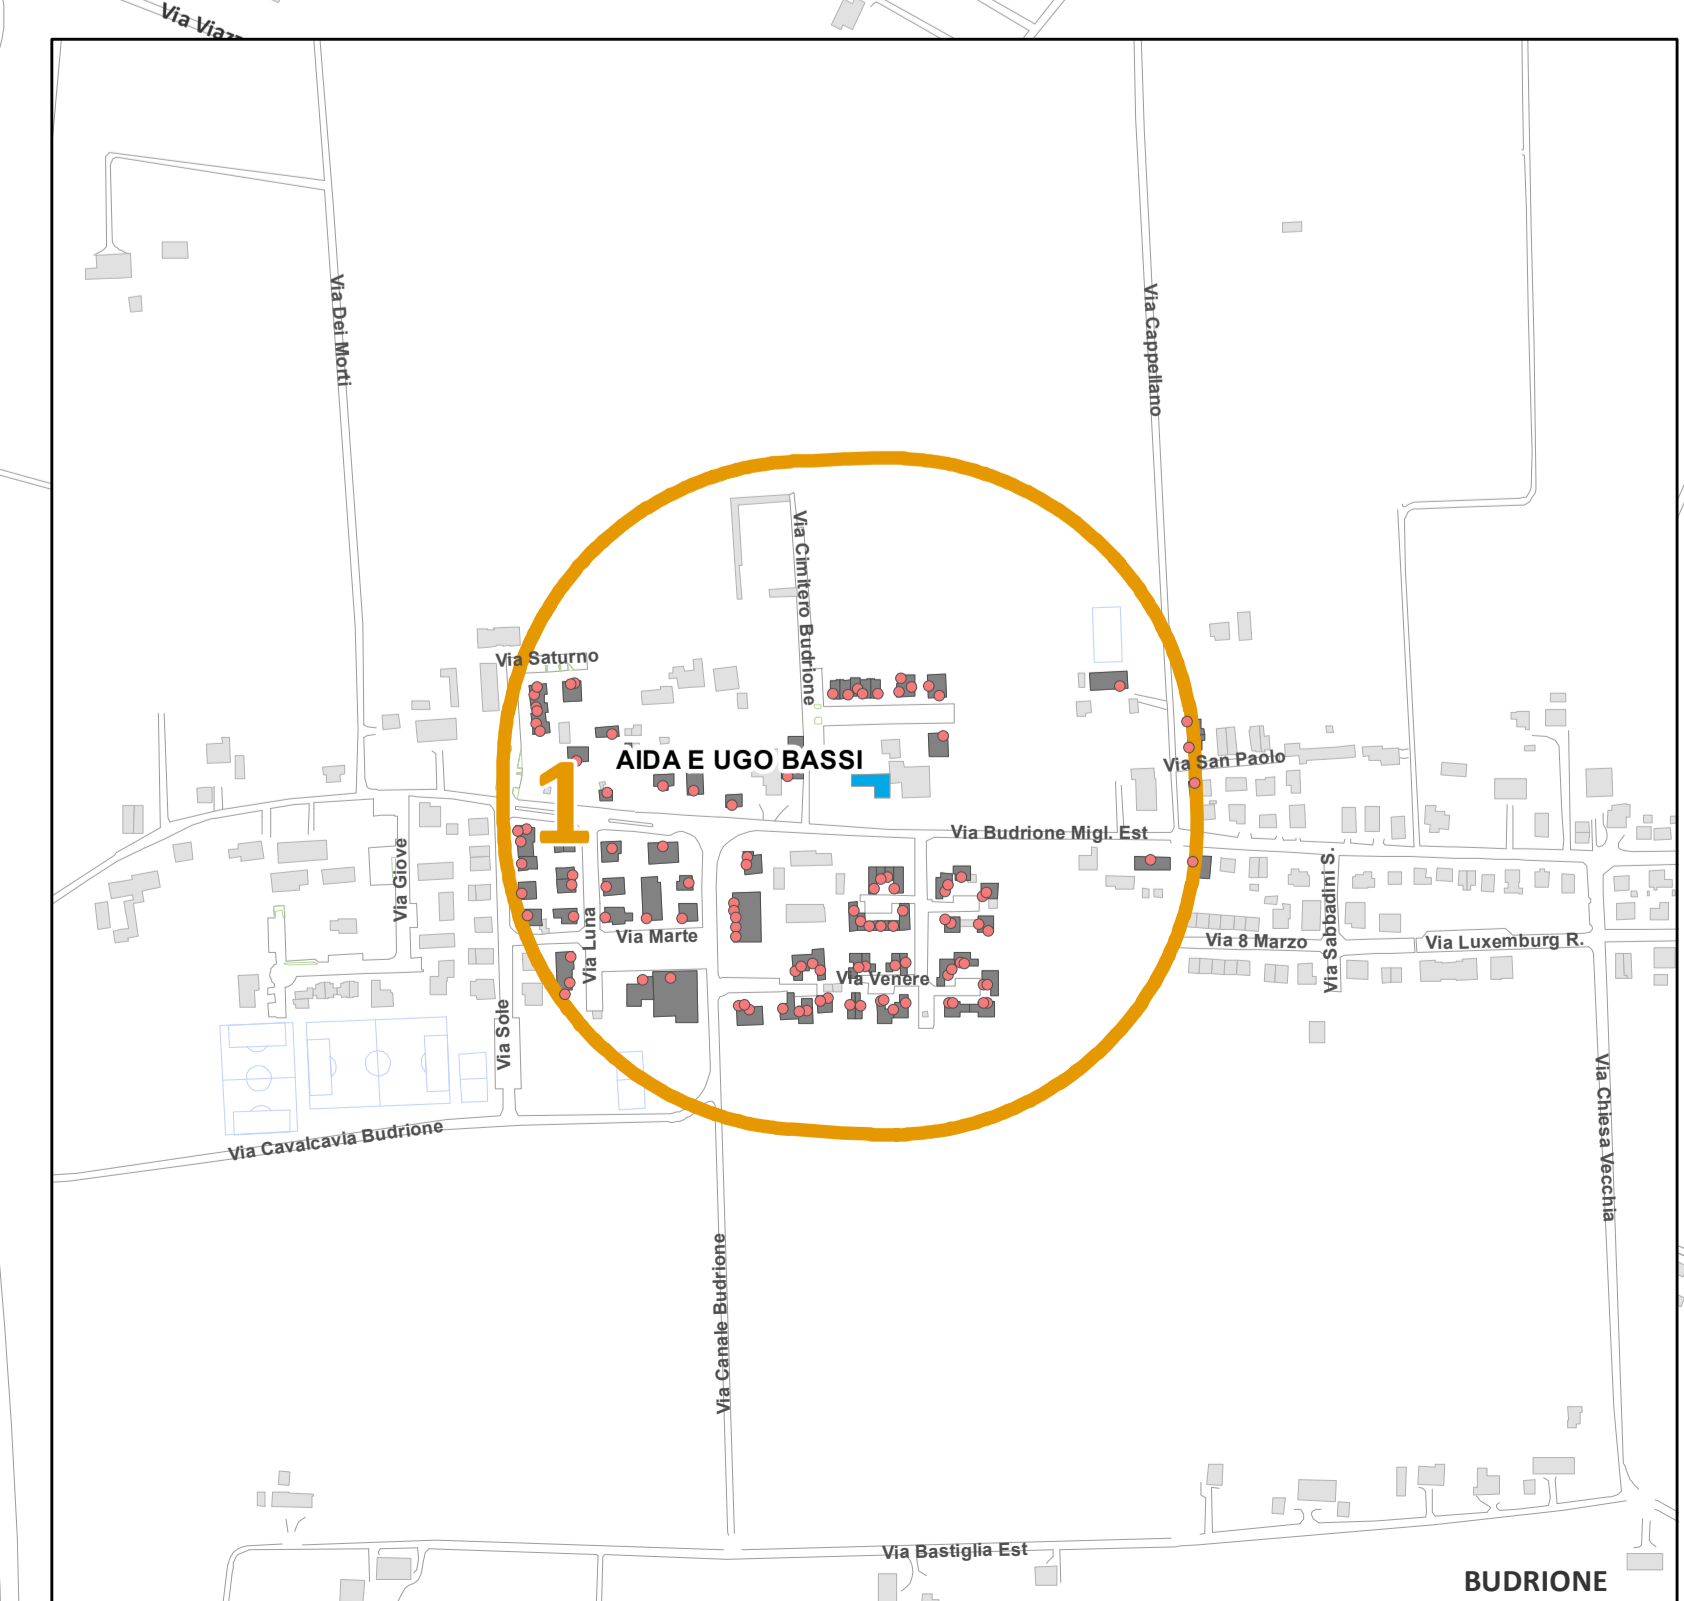 Via Viazz
Via Dei Morti
Via Cappellano
Via Cimitero Budrione
Via Saturno
AIDA E UGO BASSI
Via San Paolo
1
Via Budrione Migl. Est
Via Giove
Via Sabbadini S.
Via Luna
Via Marte
Via 8 Marzo
Via Luxemburg R.
Via Venere
Via Sole
Via Chiesa Vecchia
Via Cavalcavia Budrione
Via Canale Budrione
Via Bastiglia Est
BUDRIONE